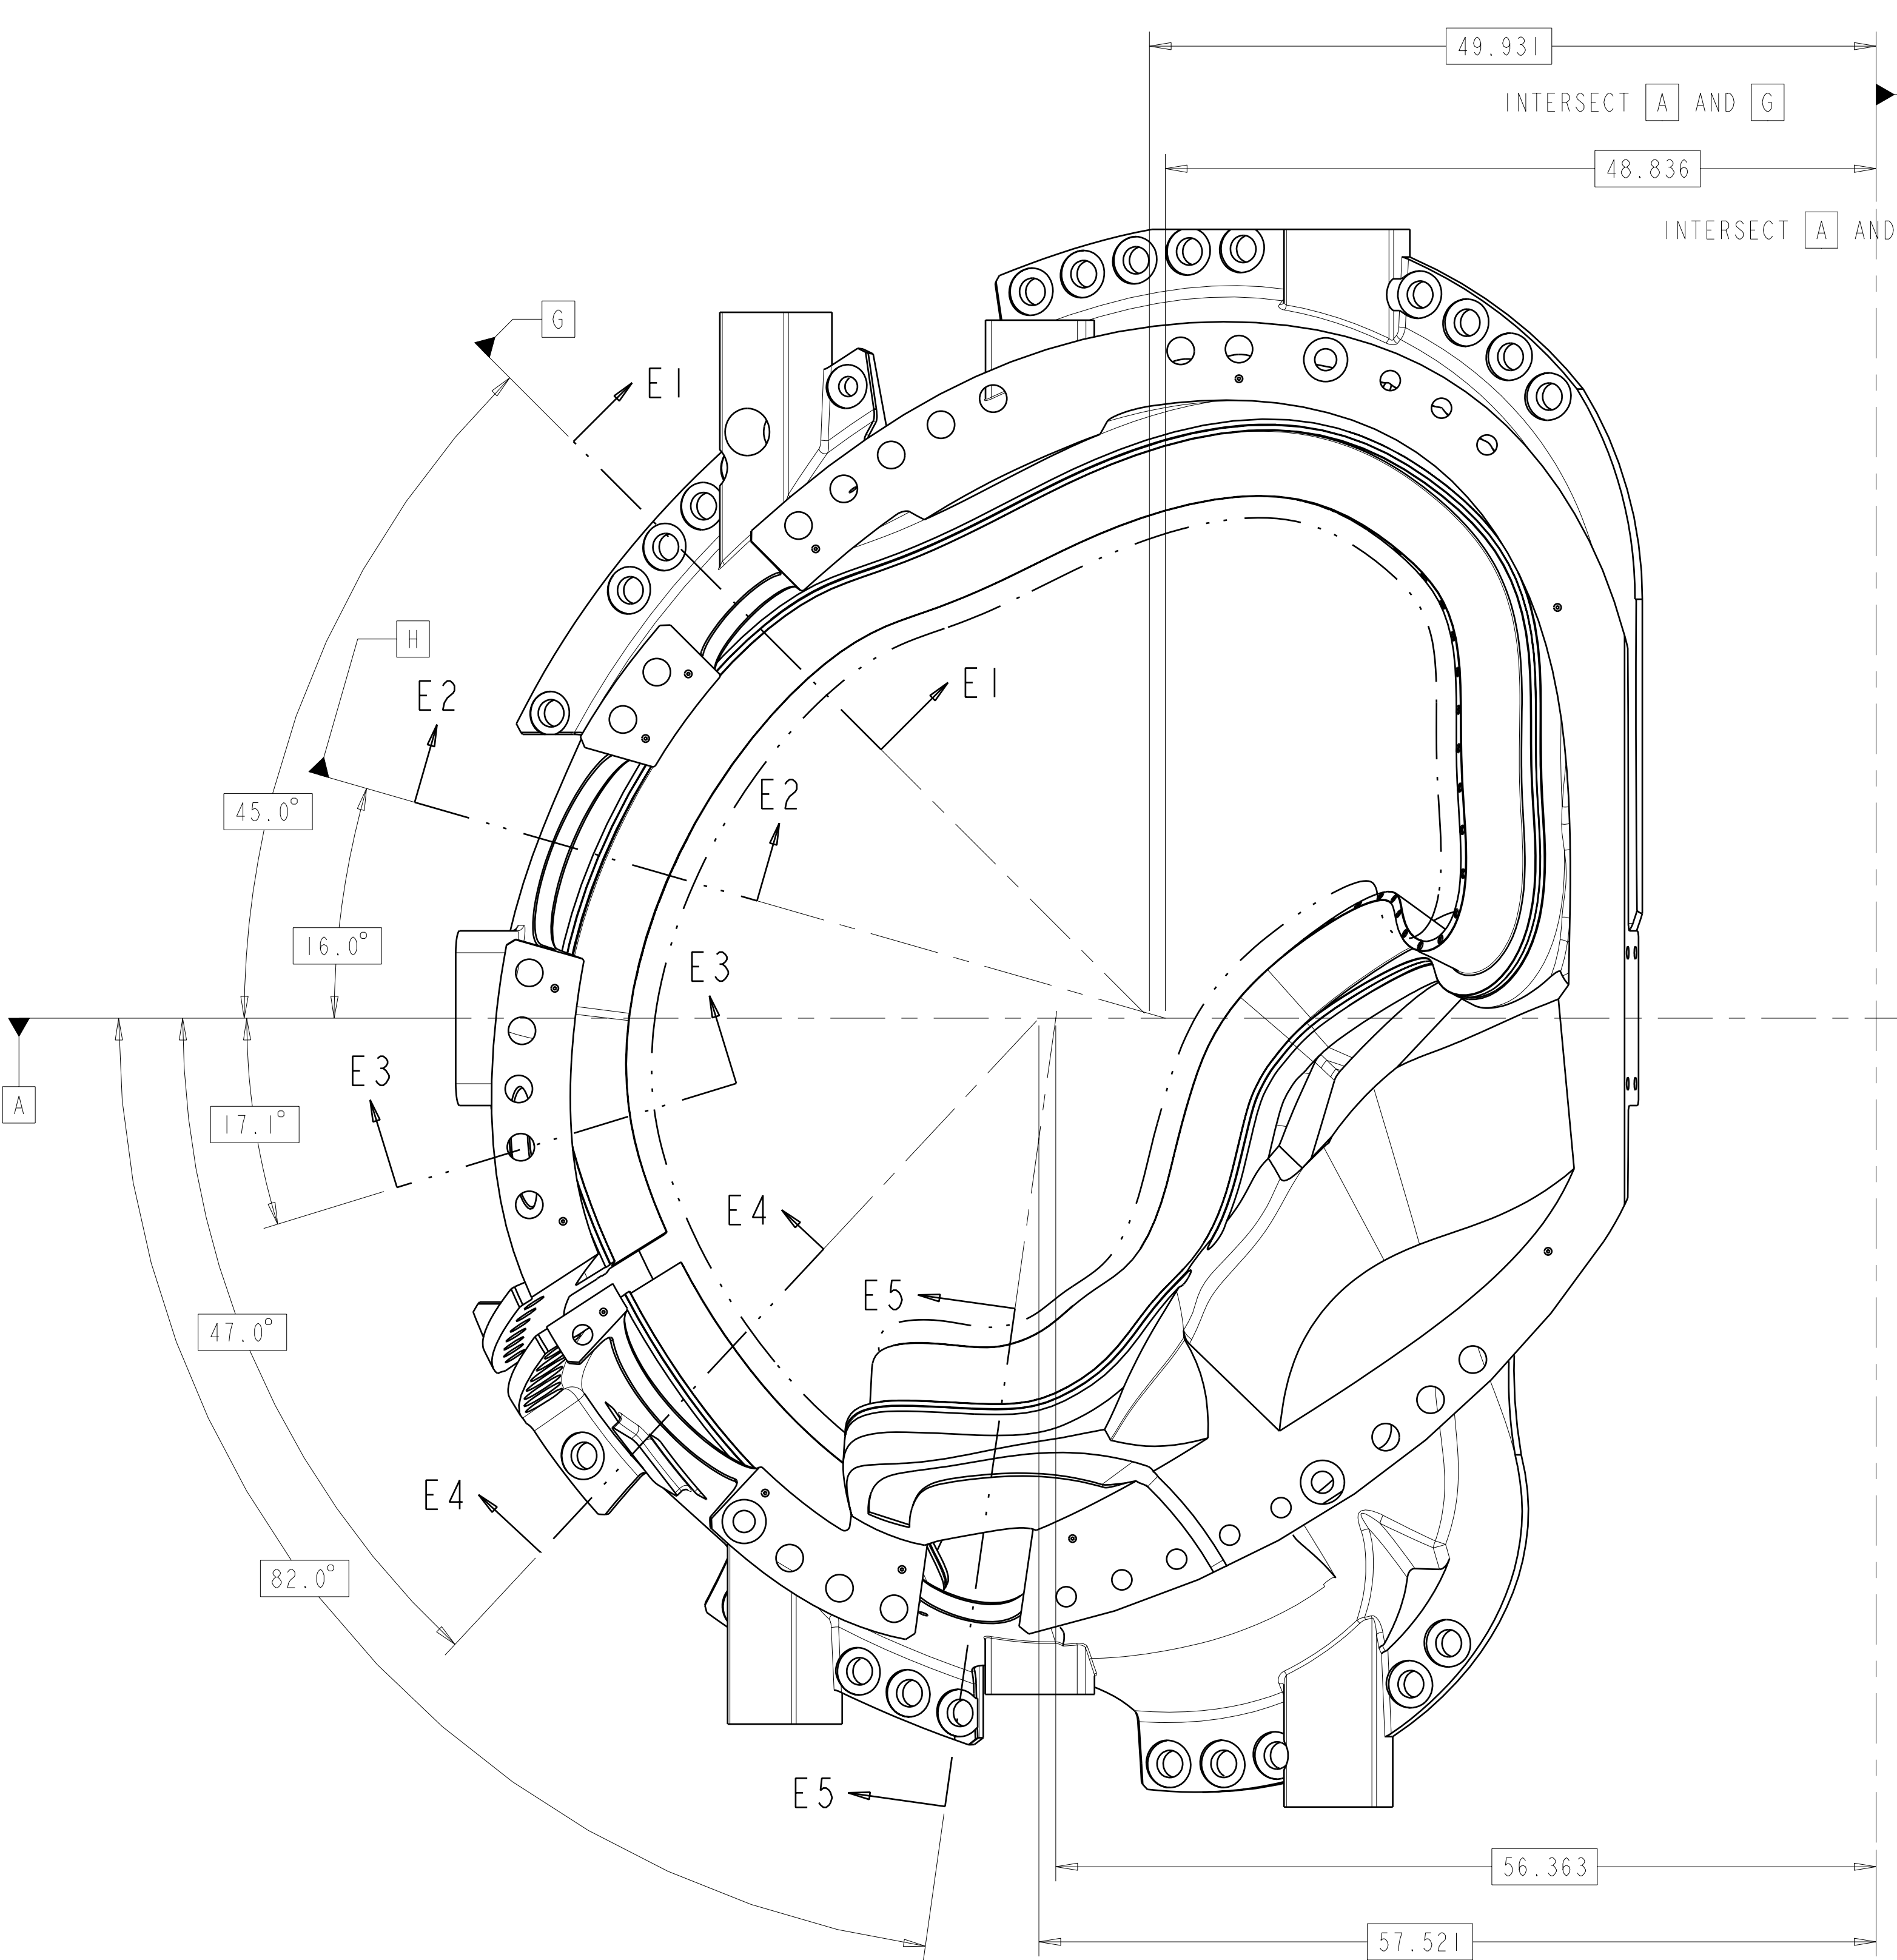 49.931
INTERSECT A AND G
48.836
INTERSECT A AND
G
E1
H
E2
E1
45.0°
E2
16.0°
E3
E3
A
17.1°
E4
E5
47.0°
E4
82.0°
E5
56.363
57.521